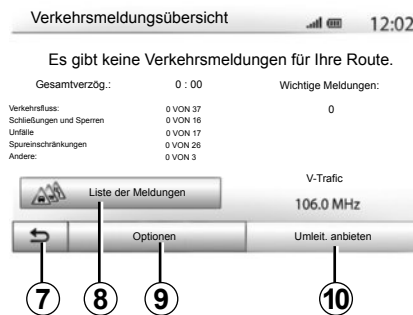 Verkehrsmeldungsübersicht 12:02
Es gibt keine Verkehrsmeldungen für Ihre Route.
Gesamtverzög.: 0 : 00 Wichtige Meldungen:
0
Verkehrsfluss: 0 VON 37
Schließungen und Sperren 0 VON 16
Unfälle 0 VON 17
Spureinschränkungen 0 VON 26
Andere: 0 VON 3
V-Trafic
Liste der Meldungen
106.0 MHz
Optionen Umleit. anbieten
7 8 9 10